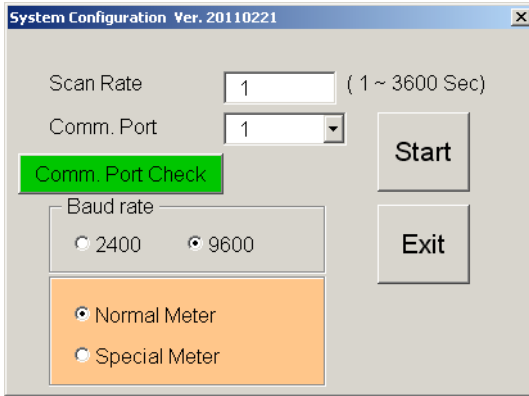 System Configuration Ver. 20110221
Scan Rate 1 ( 1 ~ 3600 Sec)
Comm. Port 1
Start
Comm. Port Check
Baud rate
2400 9600
Exit
Normal Meter
Special Meter